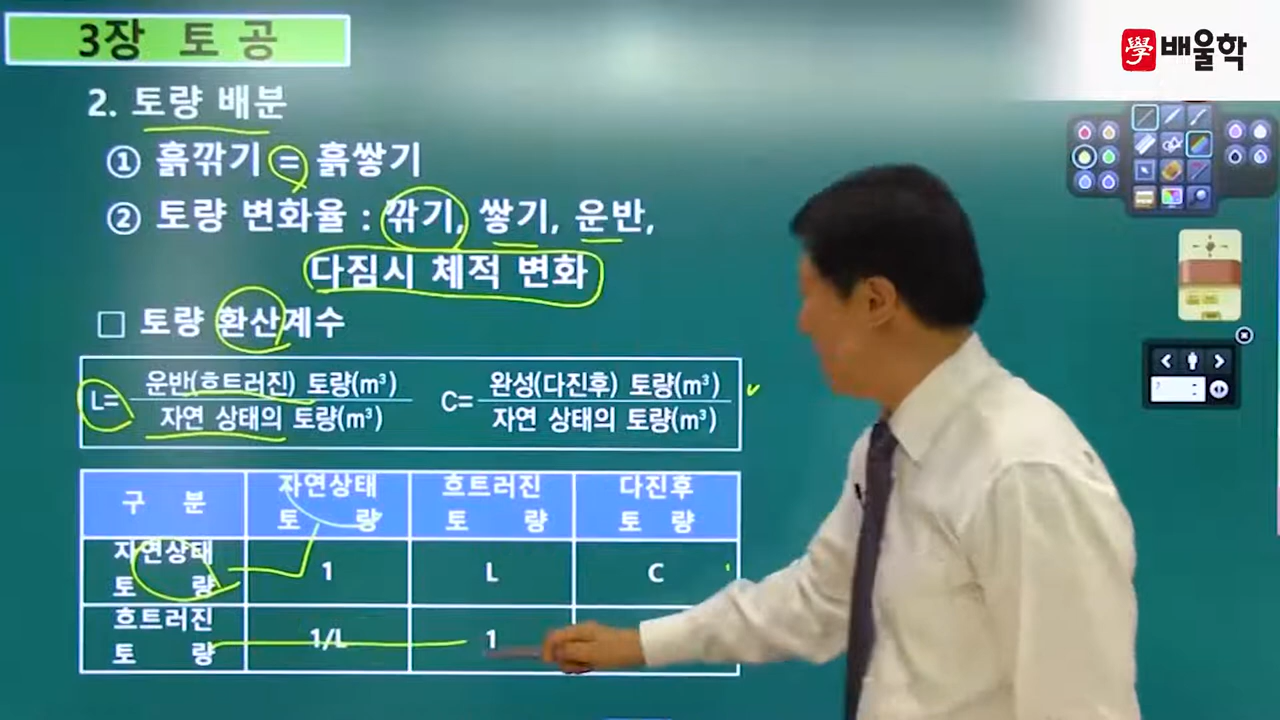 3장 토 공
學 배울학
2. 토량 배분
① 흙깎기 = 흙쌓기
② 토량 변화율 : 깎기, 쌓기, 운반,
다짐시 체적 변화
□ 토량 환산계수
L= 운반(흐트러진) 토량(m³) / 자연 상태의 토량(m³) C= 완성(다진후) 토량(m³) / 자연 상태의 토량(m³)
구 분 자연상태 토 량 흐트러진 토 량 다진후 토 량
자연상태 토 량 1 L C
흐트러진 토 량 1/L 1